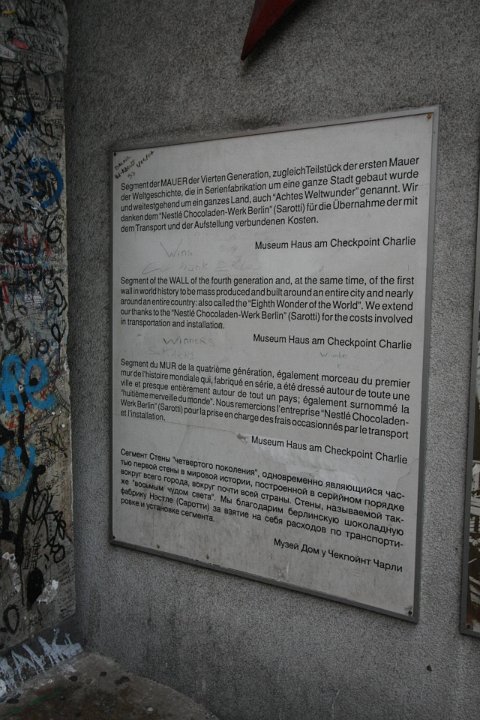 Segment der MAUER der Vierten Generation, zugleich Teilstück der ersten Mauer
der Weltgeschichte, die in Serienfabrikation um eine ganze Stadt gebaut wurde
und weitestgehend um ein ganzes Land, auch "Achtes Weltwunder" genannt. Wir
danken dem "Nestlé Chocoladen-Werk Berlin" (Sarotti) für die Übernahme der mit
dem Transport und der Aufstellung verbundenen Kosten.
Museum Haus am Checkpoint Charlie
Segment of the WALL of the fourth generation and, at the same time, of the first
wall in world history to be mass produced and built around an entire city and nearly
around an entire country: also called the "Eighth Wonder of the World". We extend
our thanks to the "Nestlé Chocoladen-Werk Berlin" (Sarotti) for the costs involved
in transportation and installation.
Museum Haus am Checkpoint Charlie
Segment du MUR de la quatrième génération, également morceau du premier
mur de l'histoire mondiale qui, fabriqué en série, a été dressé autour de toute une
ville et presque entièrement autour de tout un pays; également surnommé la
"huitième merveille du monde". Nous remercions l'entreprise "Nestlé Chocoladen-
Werk Berlin" (Sarotti) pour la prise en charge des frais occasionnés par le transport
et l'installation.
Museum Haus am Checkpoint Charlie
Сегмент Стены "четвертого поколения", одновременно являющийся час-
тью первой стены в мировой истории, построенной в серийном порядке
вокруг всего города, вокруг почти всей страны. Стены, называемой так-
же "восьмым чудом света". Мы благодарим берлинскую шоколадную
фабрику Нэстле (Саротти) за взятие на себя расходов по транспорти-
ровке и установке сегмента.
Музей Дом у Чекпойнт Чарли